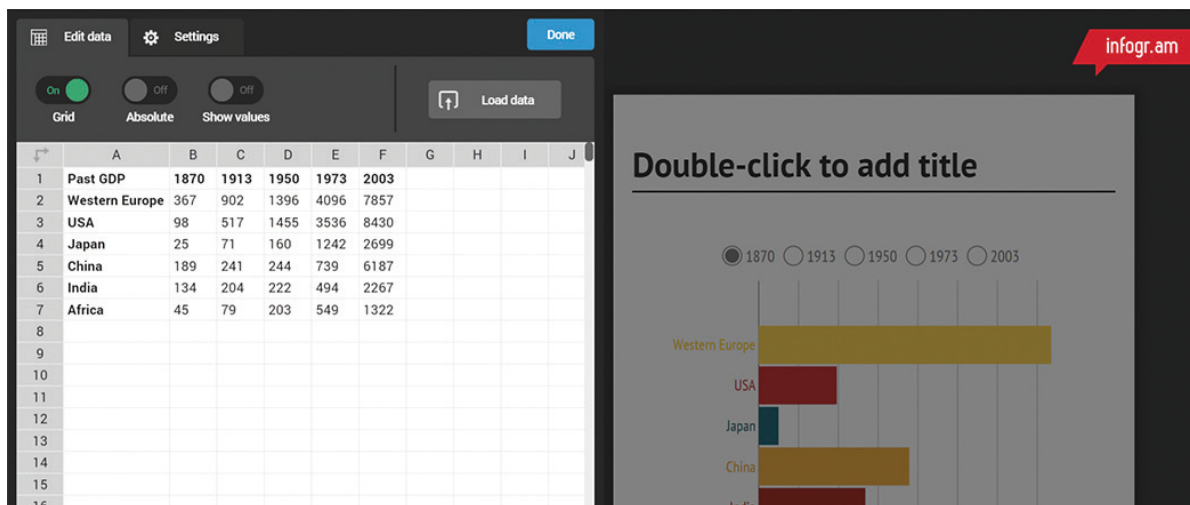 Edit data Settings Done
infogr.am
On Off Off
Grid Absolute Show values Load data
A B C D E F G H I J
1 Past GDP 1870 1913 1950 1973 2003
2 Western Europe 367 902 1396 4096 7857
3 USA 98 517 1455 3536 8430
4 Japan 25 71 160 1242 2699
5 China 189 241 244 739 6187
6 India 134 204 222 494 2267
7 Africa 45 79 203 549 1322
8
9
10
11
12
13
14
15
16
Double-click to add title
1870 1913 1950 1973 2003
Western Europe
USA
Japan
China
India